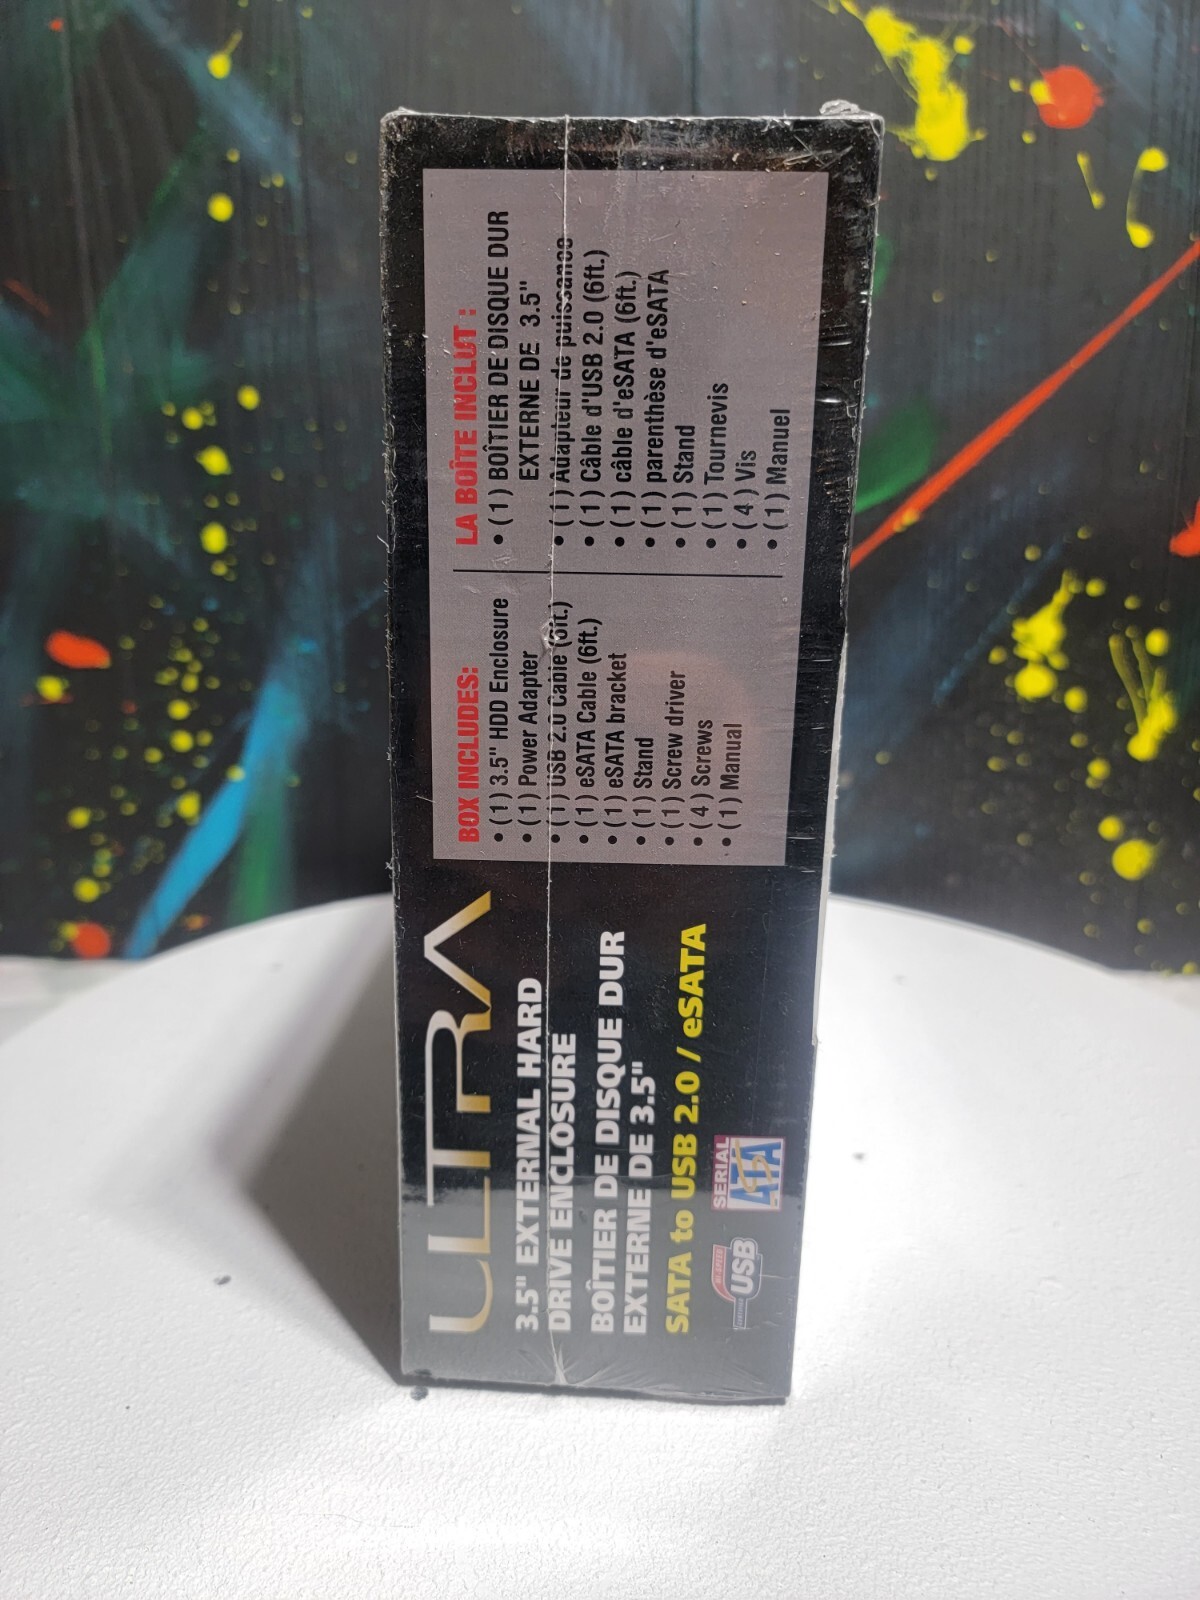 ULTRA
3.5" EXTERNAL HARD
DRIVE ENCLOSURE
BOÎTIER DE DISQUE DUR
EXTERNE DE 3.5"
SATA to USB 2.0 / eSATA
CERTIFIED
HI-SPEED
USB
SERIAL
ATA
BOX INCLUDES:
• (1) 3.5" HDD Enclosure
• (1) Power Adapter
• (1) USB 2.0 Cable (6ft.)
• (1) eSATA Cable (6ft.)
• (1) eSATA bracket
• (1) Stand
• (1) Screw driver
• (4) Screws
• (1) Manual
LA BOÎTE INCLUT :
• (1) BOÎTIER DE DISQUE DUR
EXTERNE DE 3.5"
• (1) Adapteur de puissance
• (1) Câble d'USB 2.0 (6ft.)
• (1) câble d'eSATA (6ft.)
• (1) parenthèse d'eSATA
• (1) Stand
• (1) Tournevis
• (4) Vis
• (1) Manuel